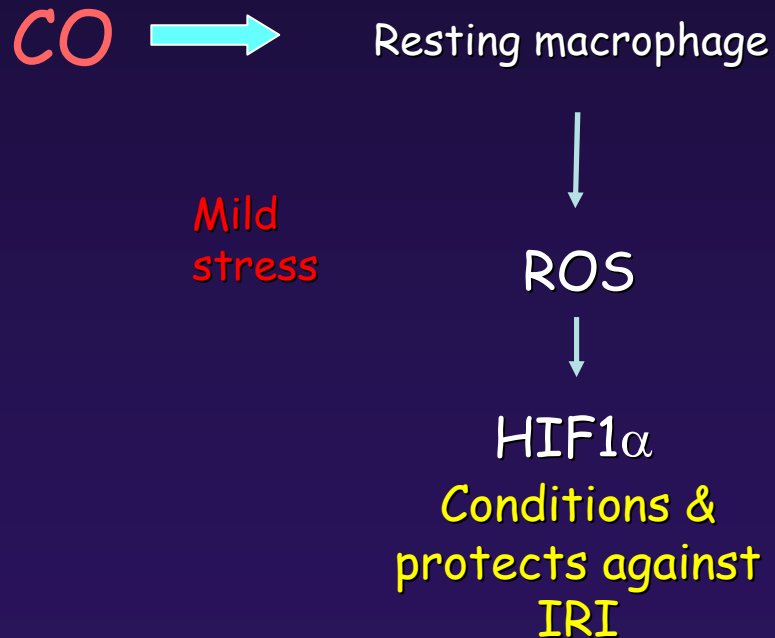 CO
Resting macrophage
Mild
stress
ROS
HIF1α
Conditions &
protects against
IRI